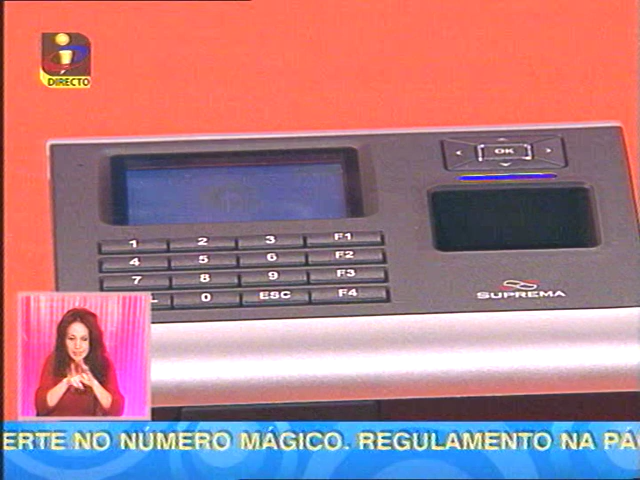 DIRECTO
< OK >
1 2 3 F1
4 5 6 F2
7 8 9 F3
0 ESC F4
SUPREMA
ERTE NO NÚMERO MÁGICO. REGULAMENTO NA PÁ